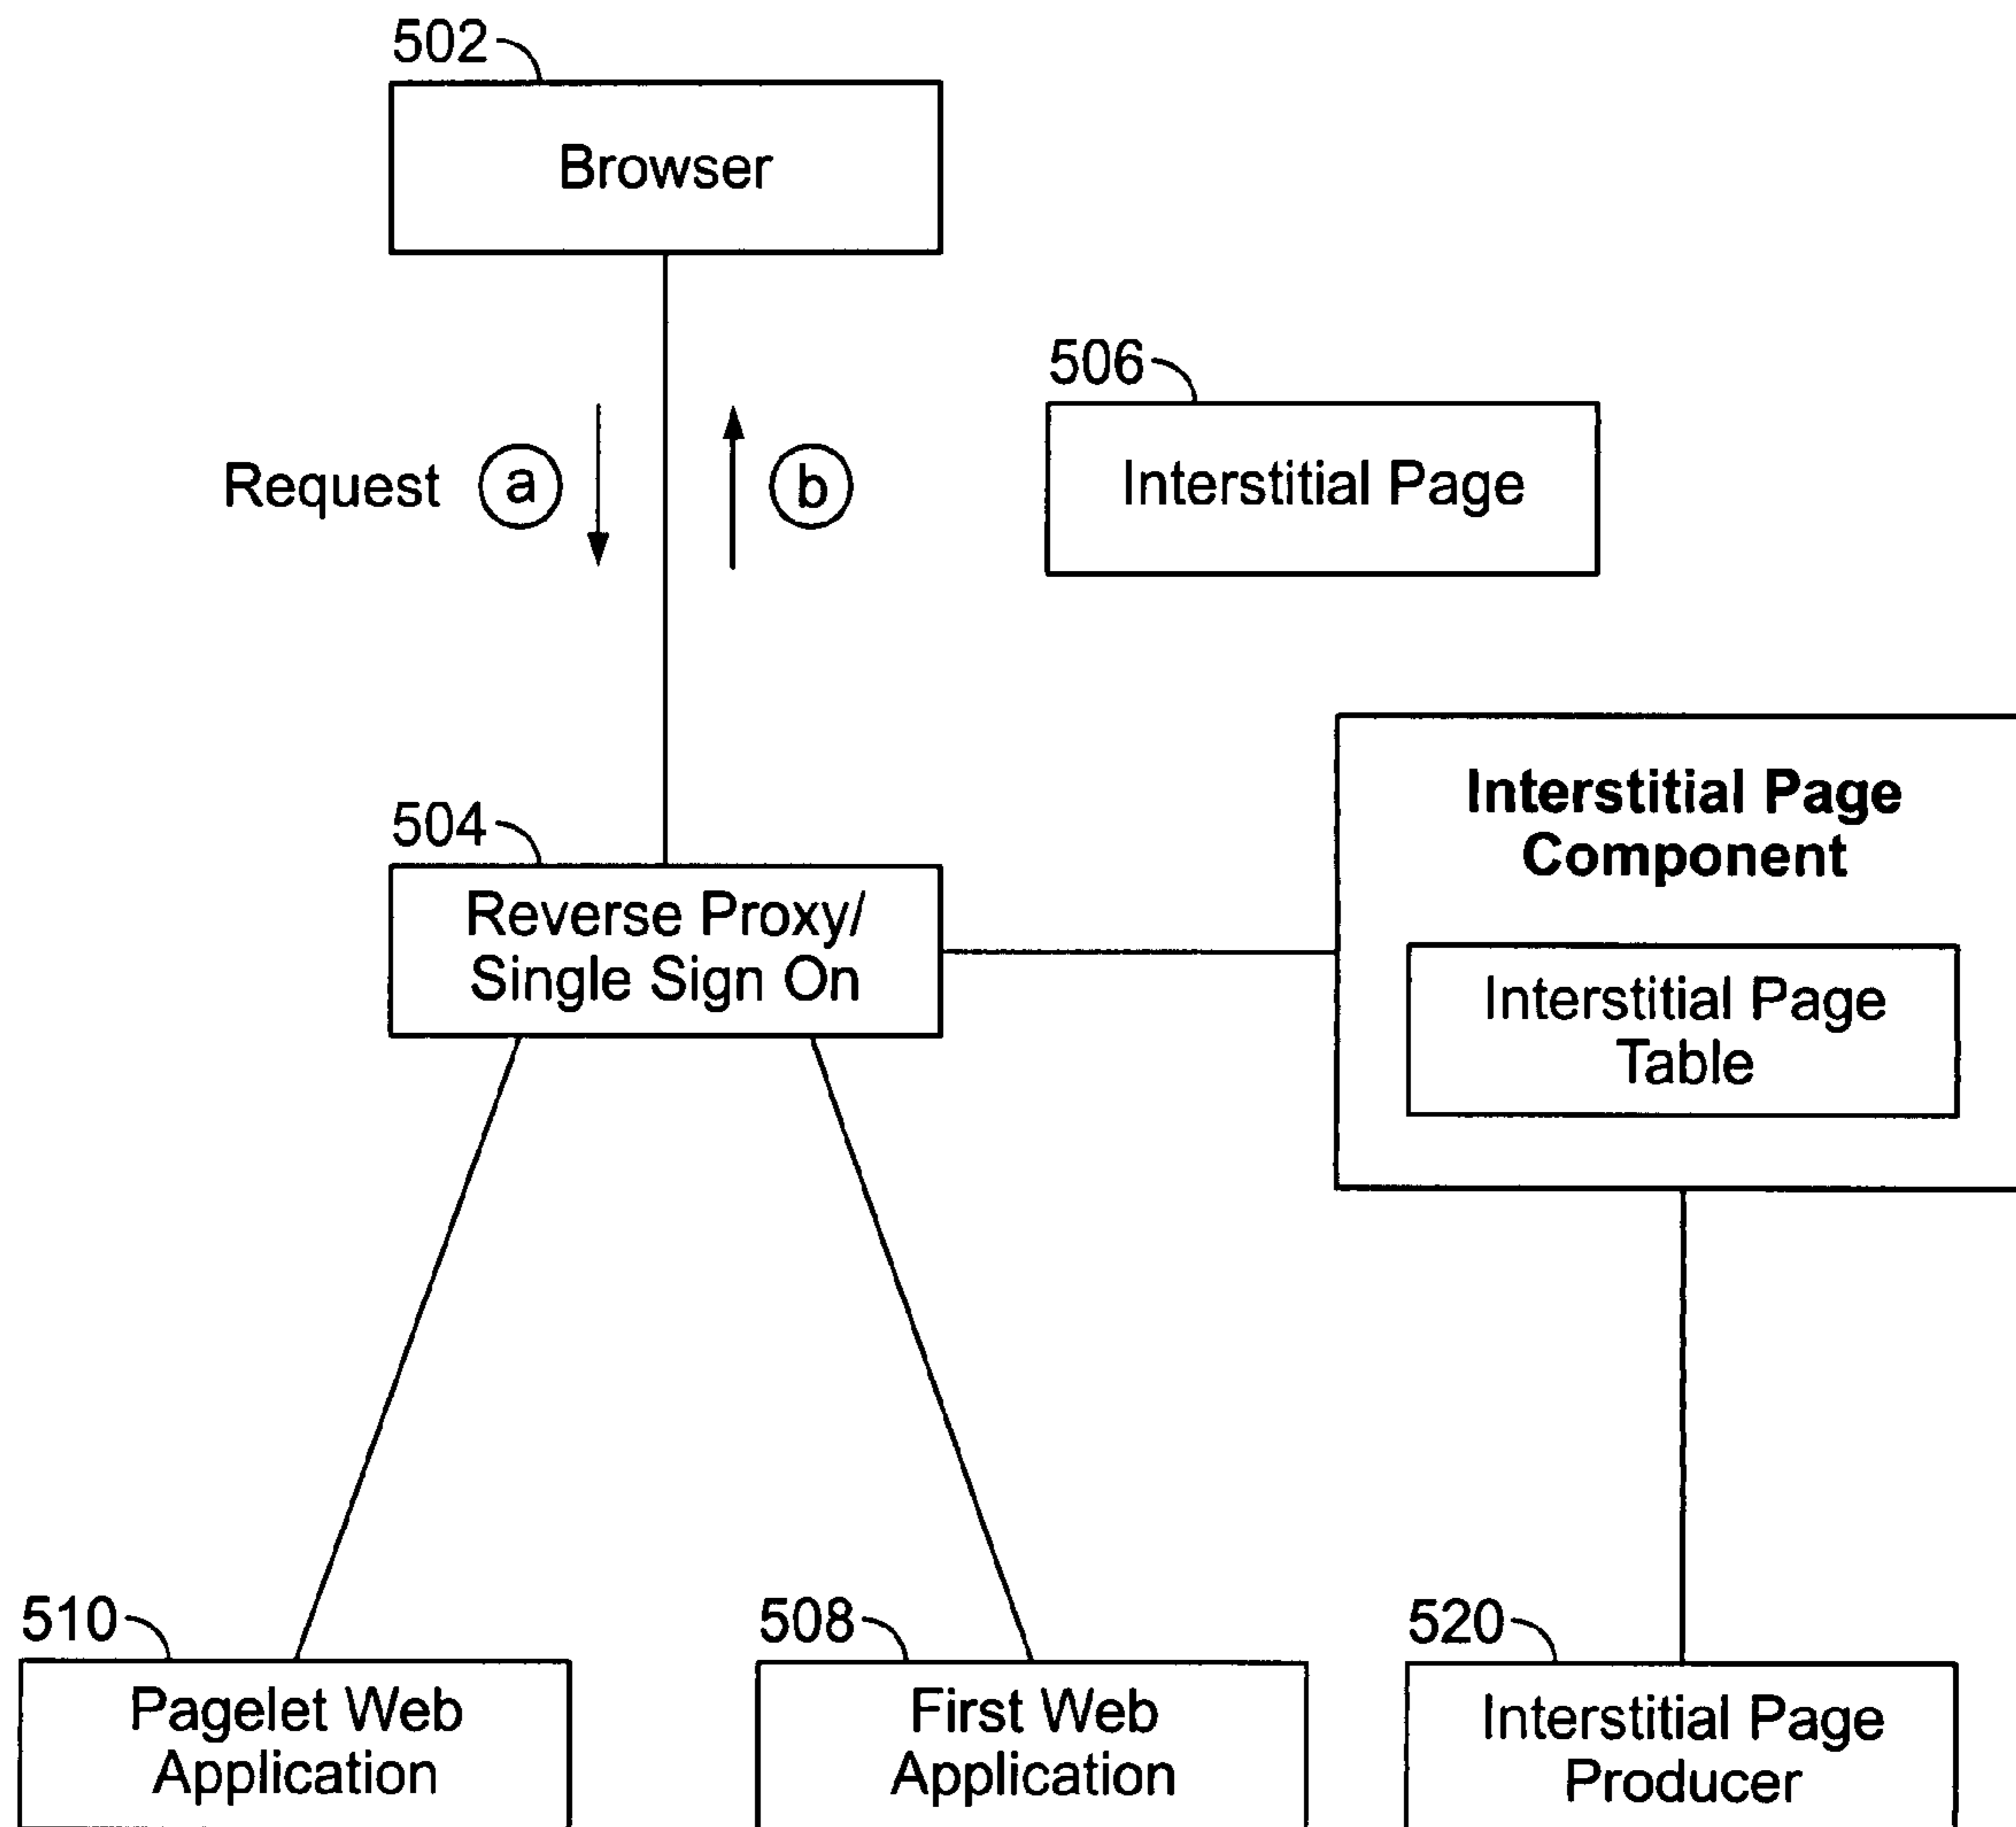 502
Browser
506
Interstitial Page
Request a b
504
Reverse Proxy/
Single Sign On
Interstitial Page
Component
Interstitial Page
Table
510
Pagelet Web
Application
508
First Web
Application
520
Interstitial Page
Producer